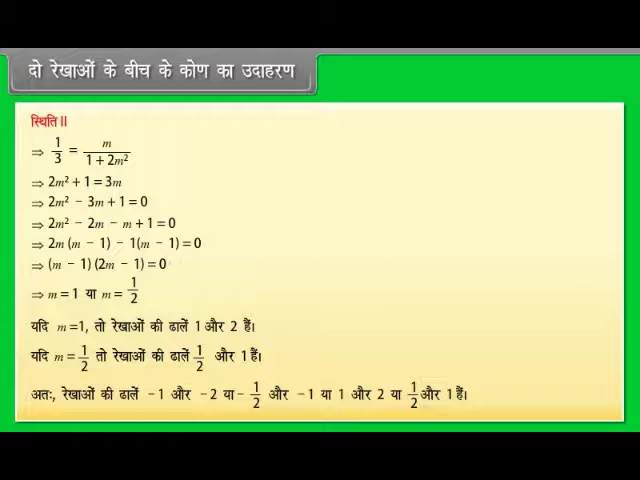 दो रेखाओं के बीच के कोण का उदाहरण
स्थिति II
⇒ 1/3 = m/(1 + 2m²)
⇒ 2m² + 1 = 3m
⇒ 2m² − 3m + 1 = 0
⇒ 2m² − 2m − m + 1 = 0
⇒ 2m (m − 1) − 1(m − 1) = 0
⇒ (m − 1) (2m − 1) = 0
⇒ m = 1 या m = 1/2
यदि m =1, तो रेखाओं की ढालें 1 और 2 हैं।
यदि m = 1/2 तो रेखाओं की ढालें 1/2 और 1 हैं।
अतः, रेखाओं की ढालें −1 और −2 या − 1/2 और −1 या 1 और 2 या 1/2 और 1 हैं।